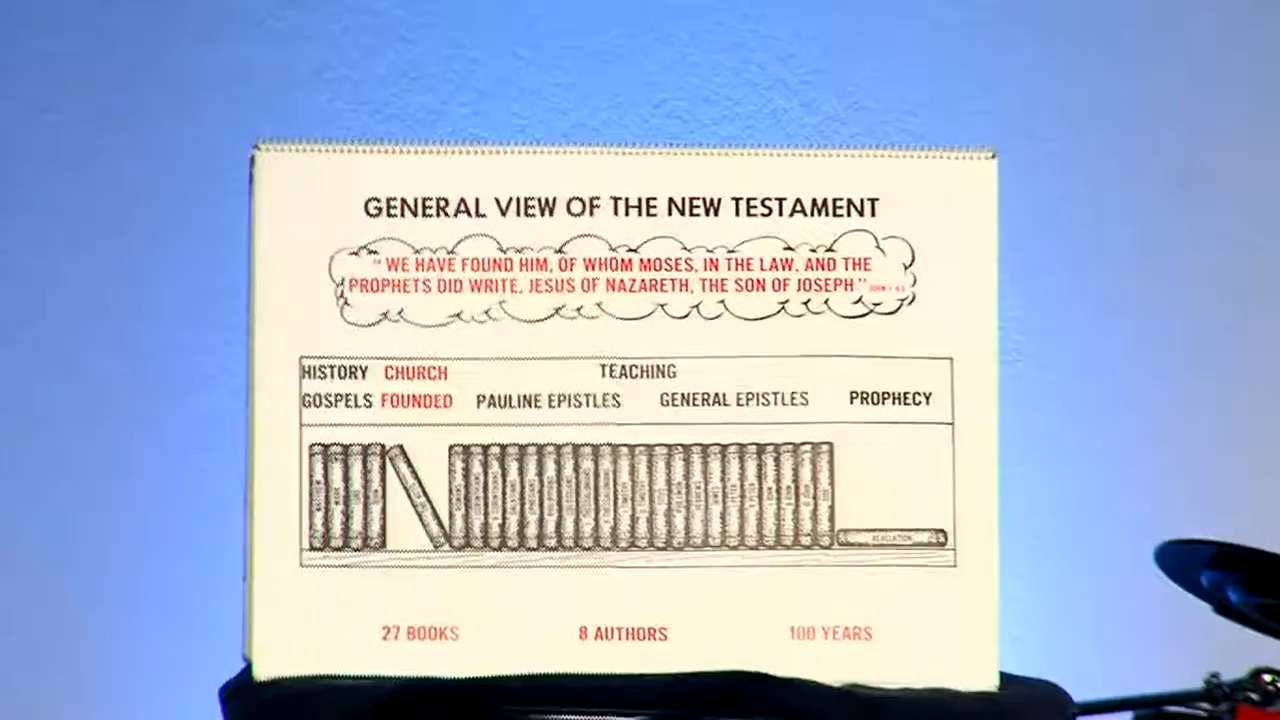 GENERAL VIEW OF THE NEW TESTAMENT
"WE HAVE FOUND HIM, OF WHOM MOSES, IN THE LAW, AND THE
PROPHETS DID WRITE, JESUS OF NAZARETH, THE SON OF JOSEPH"
HISTORY CHURCH TEACHING
GOSPELS FOUNDED PAULINE EPISTLES GENERAL EPISTLES PROPHECY
REVELATION
27 BOOKS 8 AUTHORS 100 YEARS